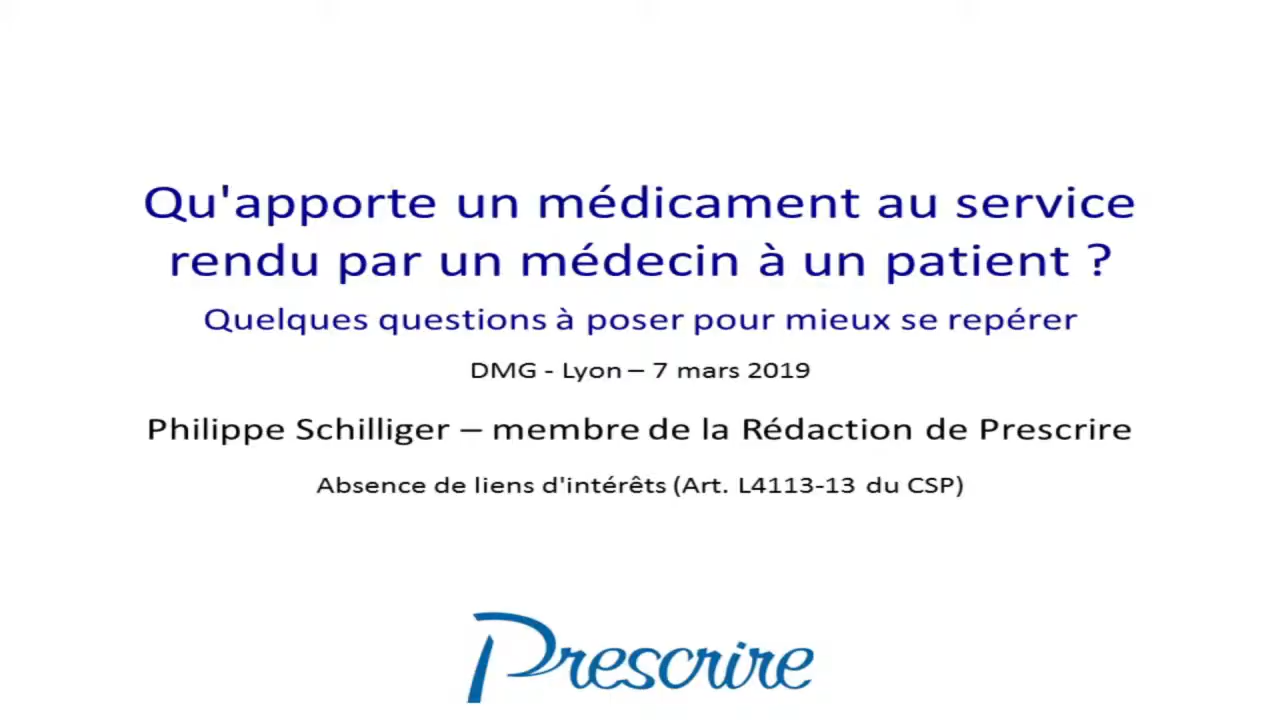 Qu'apporte un médicament au service
rendu par un médecin à un patient ?
Quelques questions à poser pour mieux se repérer
DMG - Lyon – 7 mars 2019
Philippe Schilliger – membre de la Rédaction de Prescrire
Absence de liens d'intérêts (Art. L4113-13 du CSP)
Prescrire